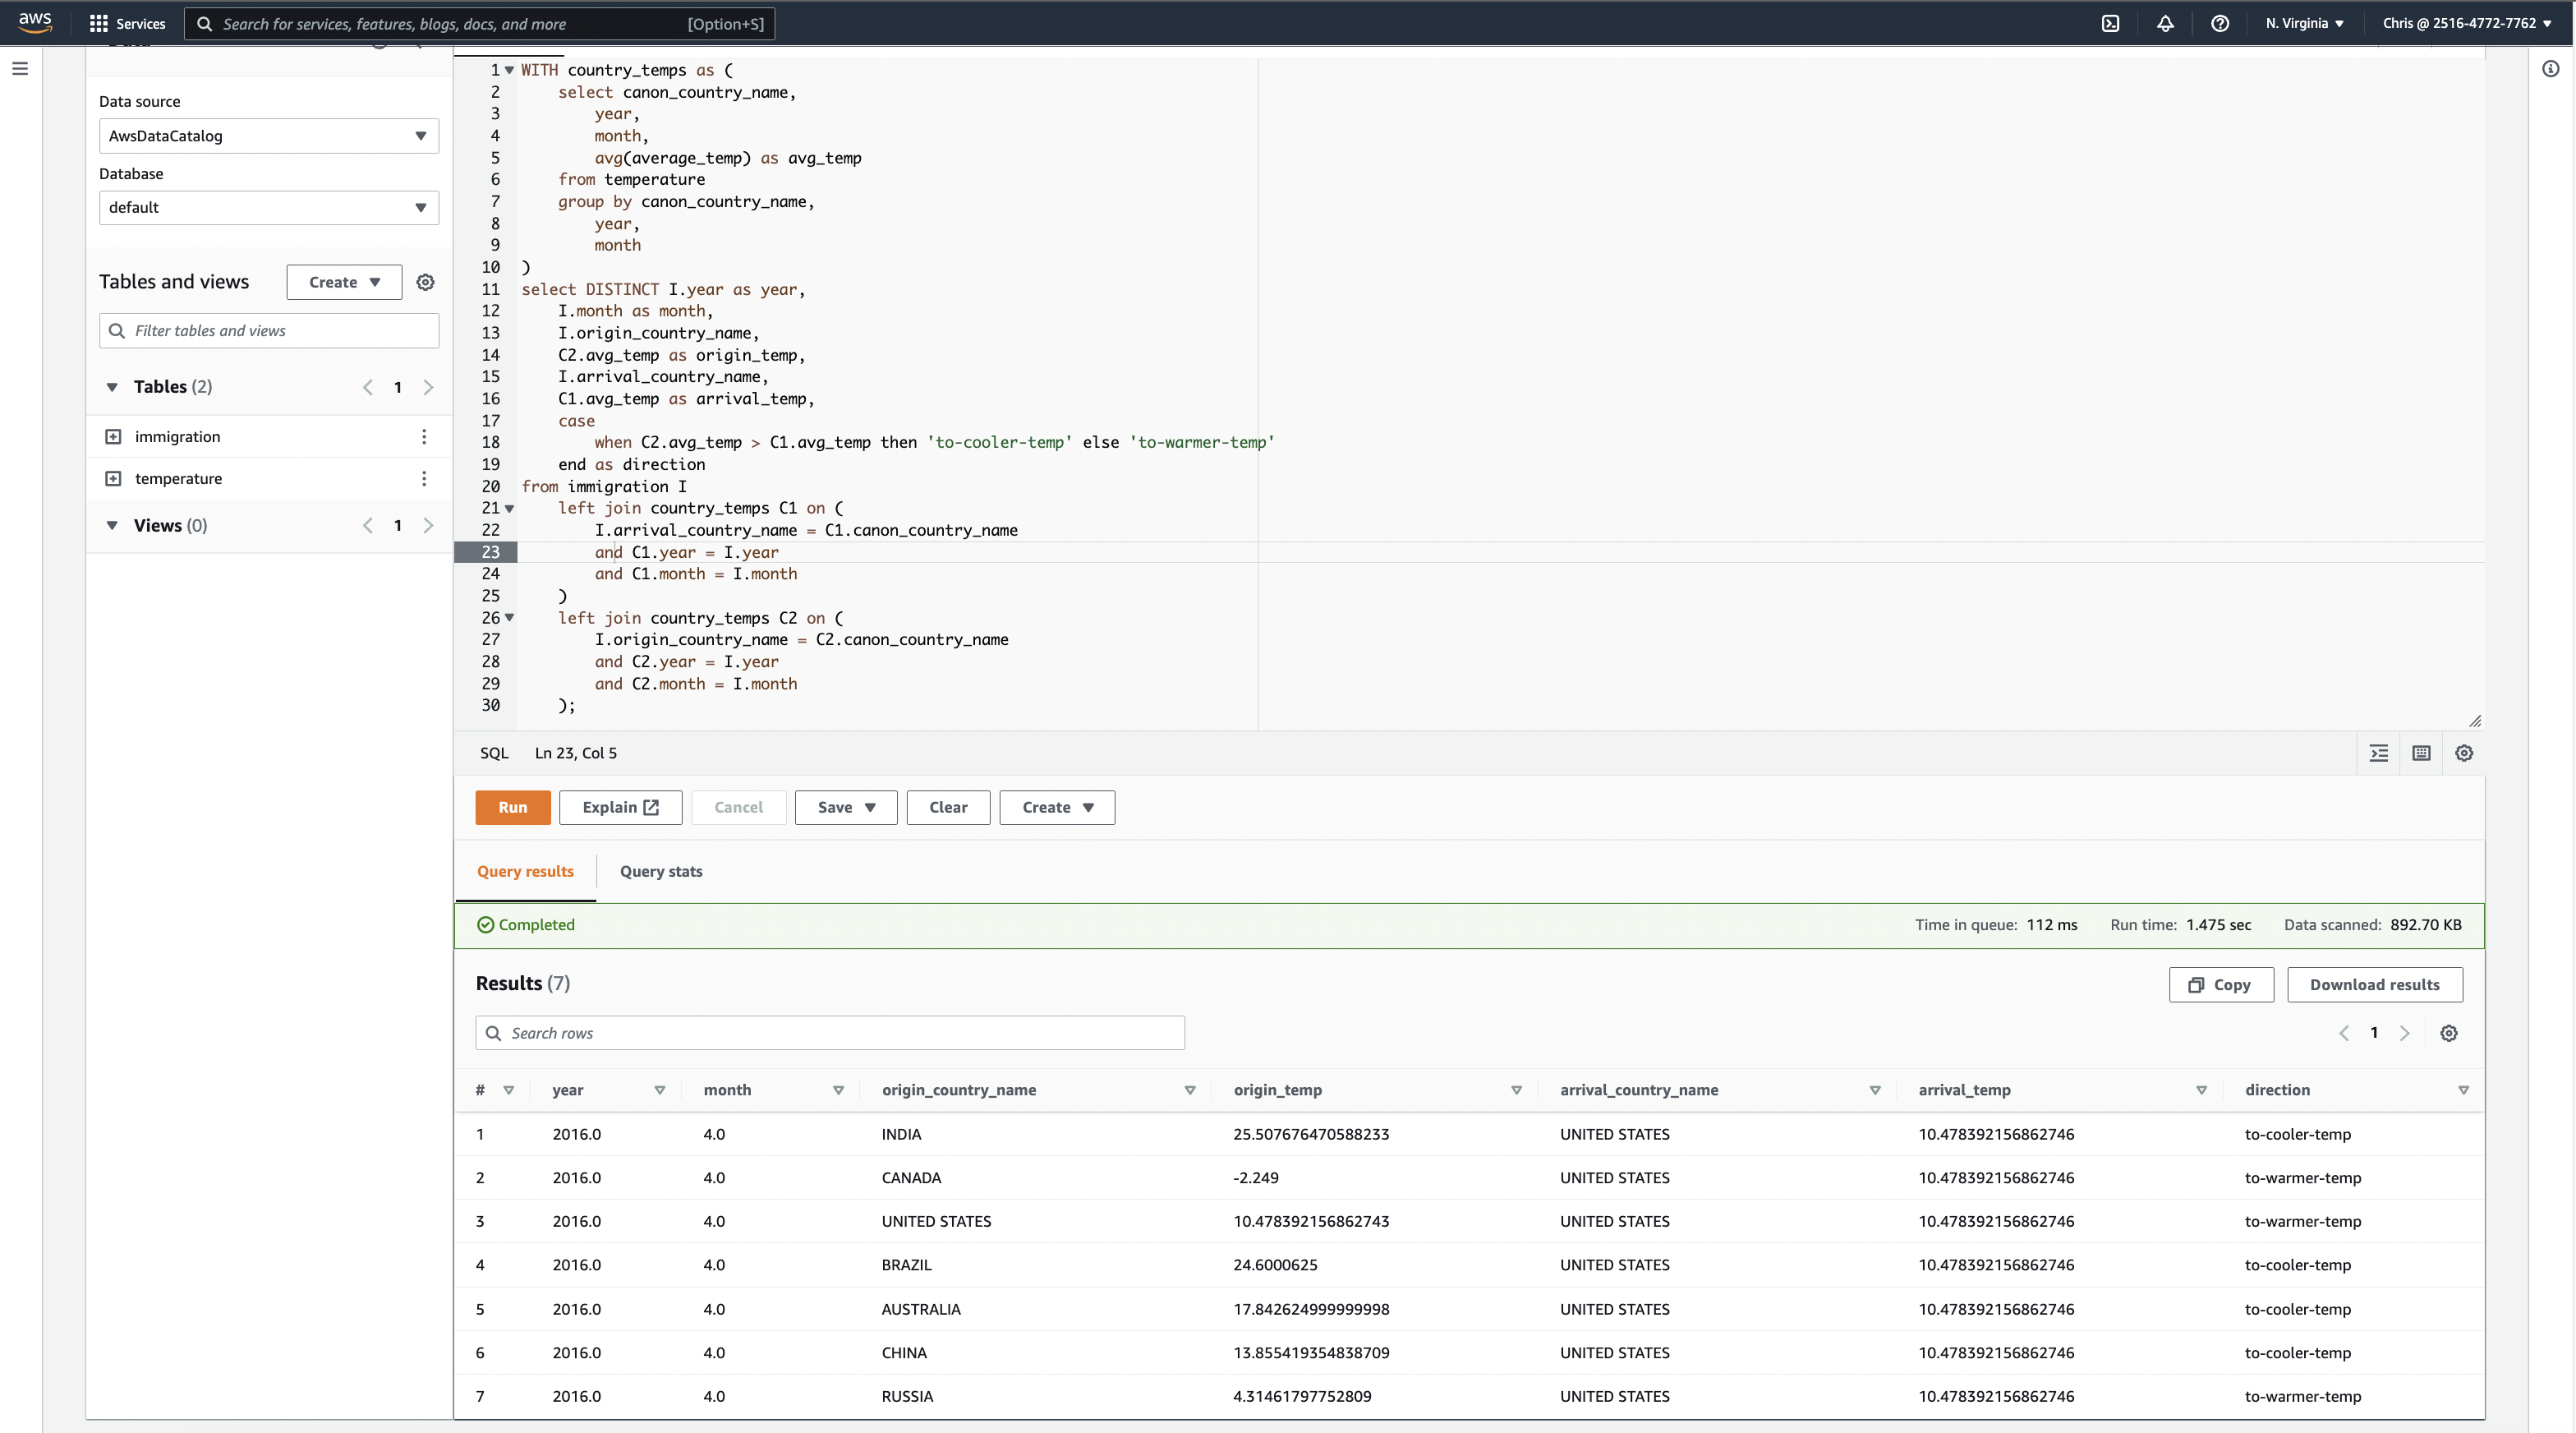 aws
Services
Search for services, features, blogs, docs, and more
[Option+S]
N. Virginia
Chris @ 2516-4772-7762
Data
Data source
AwsDataCatalog
Database
default
Tables and views
Create
Filter tables and views
Tables (2)
1
immigration
temperature
Views (0)
1
1 WITH country_temps as (
2 select canon_country_name,
3 year,
4 month,
5 avg(average_temp) as avg_temp
6 from temperature
7 group by canon_country_name,
8 year,
9 month
10 )
11 select DISTINCT I.year as year,
12 I.month as month,
13 I.origin_country_name,
14 C2.avg_temp as origin_temp,
15 I.arrival_country_name,
16 C1.avg_temp as arrival_temp,
17 case
18 when C2.avg_temp > C1.avg_temp then 'to-cooler-temp' else 'to-warmer-temp'
19 end as direction
20 from immigration I
21 left join country_temps C1 on (
22 I.arrival_country_name = C1.canon_country_name
23 and C1.year = I.year
24 and C1.month = I.month
25 )
26 left join country_temps C2 on (
27 I.origin_country_name = C2.canon_country_name
28 and C2.year = I.year
29 and C2.month = I.month
30 );
SQL Ln 23, Col 5
Run Explain Cancel Save Clear Create
Query results Query stats
Completed Time in queue: 112 ms Run time: 1.475 sec Data scanned: 892.70 KB
Results (7) Copy Download results
Search rows 1
# year month origin_country_name origin_temp arrival_country_name arrival_temp direction
1 2016.0 4.0 INDIA 25.507676470588233 UNITED STATES 10.478392156862746 to-cooler-temp
2 2016.0 4.0 CANADA -2.249 UNITED STATES 10.478392156862746 to-warmer-temp
3 2016.0 4.0 UNITED STATES 10.478392156862743 UNITED STATES 10.478392156862746 to-warmer-temp
4 2016.0 4.0 BRAZIL 24.6000625 UNITED STATES 10.478392156862746 to-cooler-temp
5 2016.0 4.0 AUSTRALIA 17.842624999999998 UNITED STATES 10.478392156862746 to-cooler-temp
6 2016.0 4.0 CHINA 13.855419354838709 UNITED STATES 10.478392156862746 to-cooler-temp
7 2016.0 4.0 RUSSIA 4.31461797752809 UNITED STATES 10.478392156862746 to-warmer-temp